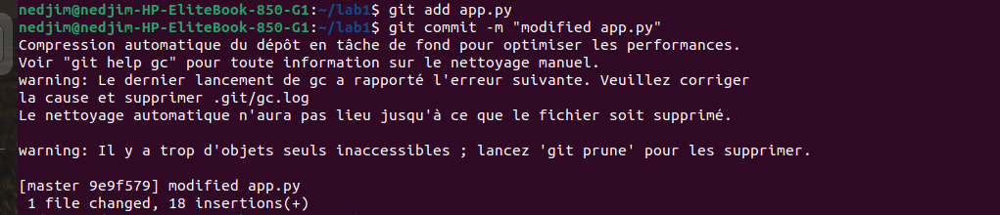 nedjim@nedjim-HP-EliteBook-850-G1:~/lab1$ git add app.py
nedjim@nedjim-HP-EliteBook-850-G1:~/lab1$ git commit -m "modified app.py"
Compression automatique du dépôt en tâche de fond pour optimiser les performances.
Voir "git help gc" pour toute information sur le nettoyage manuel.
warning: Le dernier lancement de gc a rapporté l'erreur suivante. Veuillez corriger
la cause et supprimer .git/gc.log
Le nettoyage automatique n'aura pas lieu jusqu'à ce que le fichier soit supprimé.

warning: Il y a trop d'objets seuls inaccessibles ; lancez 'git prune' pour les supprimer.

[master 9e9f579] modified app.py
 1 file changed, 18 insertions(+)